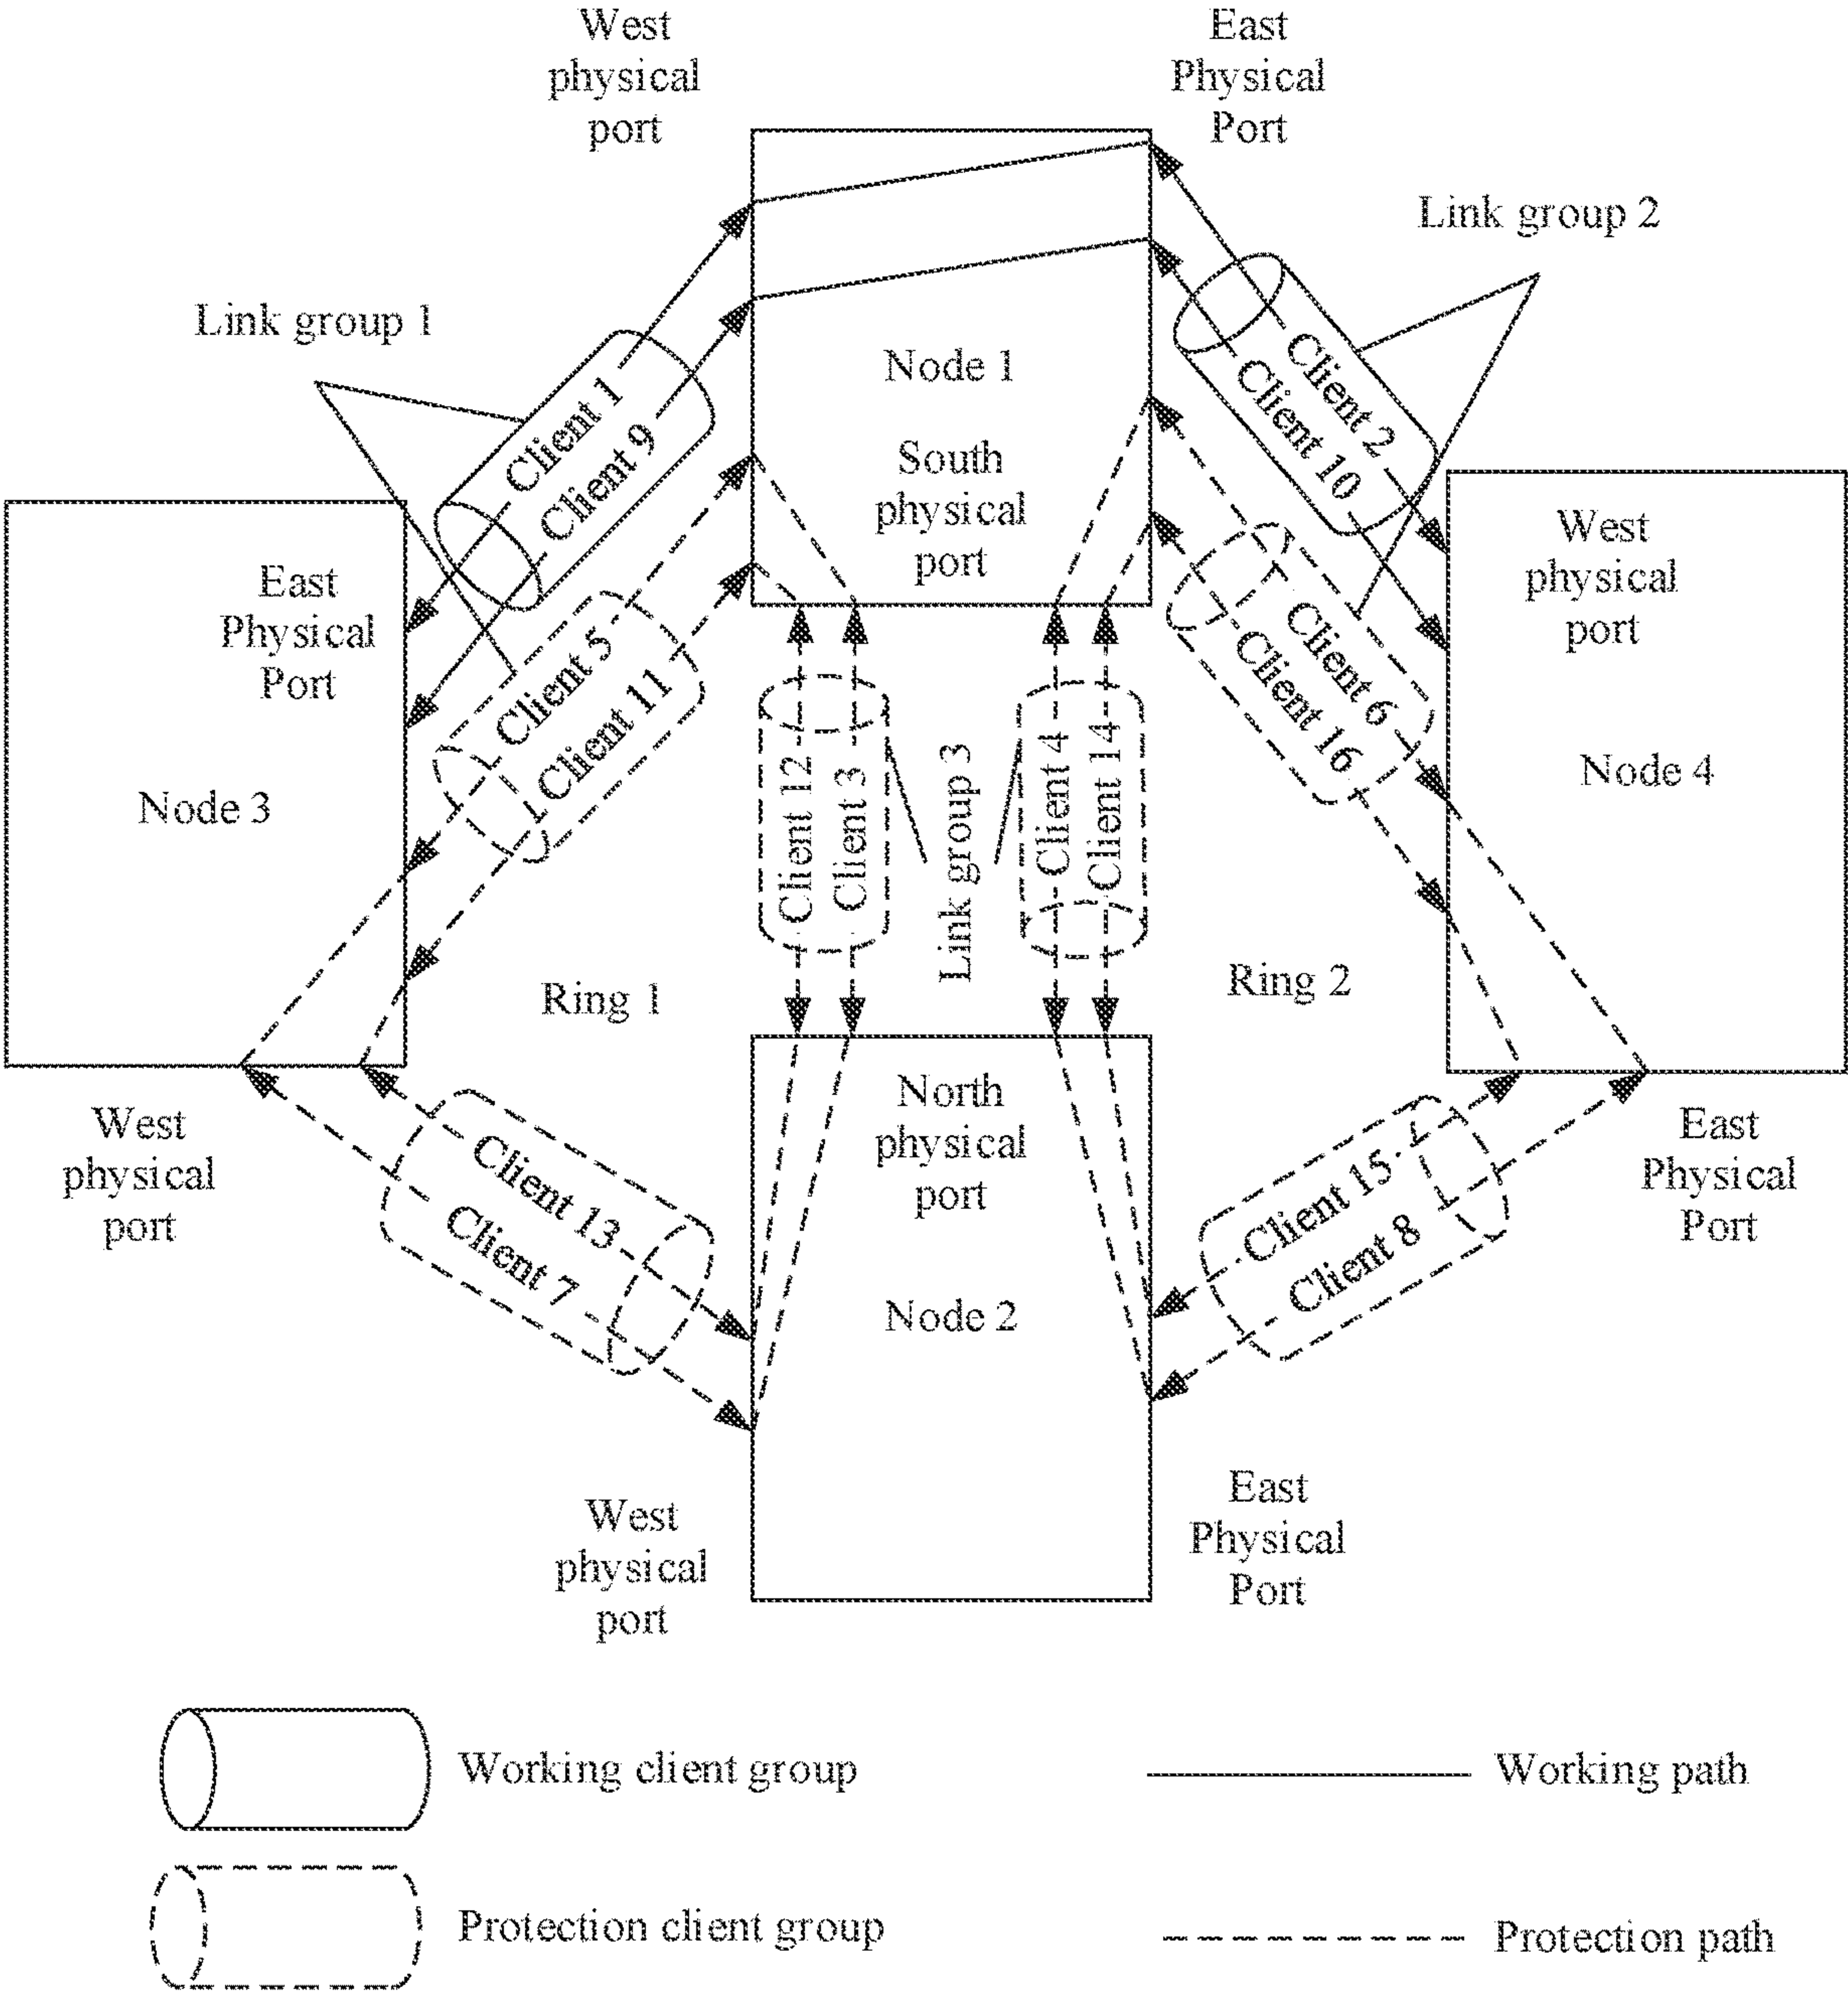 West
physical
port
East
Physical
Port
Link group 2
Link group 1
Client 1
Client 9
Node 1
South
physical
port
Client 2
Client 10
East
Physical
Port
West
physical
port
Client 5
Client 11
Client 6
Client 16
Node 3
Client 12
Client 3
Link group 3
Client 4
Client 14
Node 4
Ring 1
Ring 2
West
physical
port
Client 13
Client 7
North
physical
port
Node 2
Client 15
Client 8
East
Physical
Port
West
physical
port
East
Physical
Port
Working client group
Working path
Protection client group
Protection path